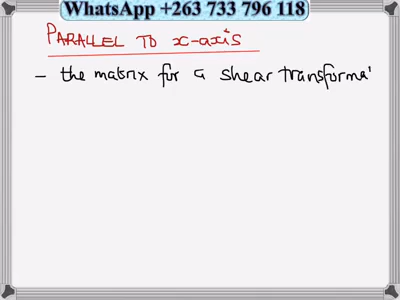 WhatsApp +263 733 796 118
PARALLEL TO x-axis
- the matrix for a shear transforma